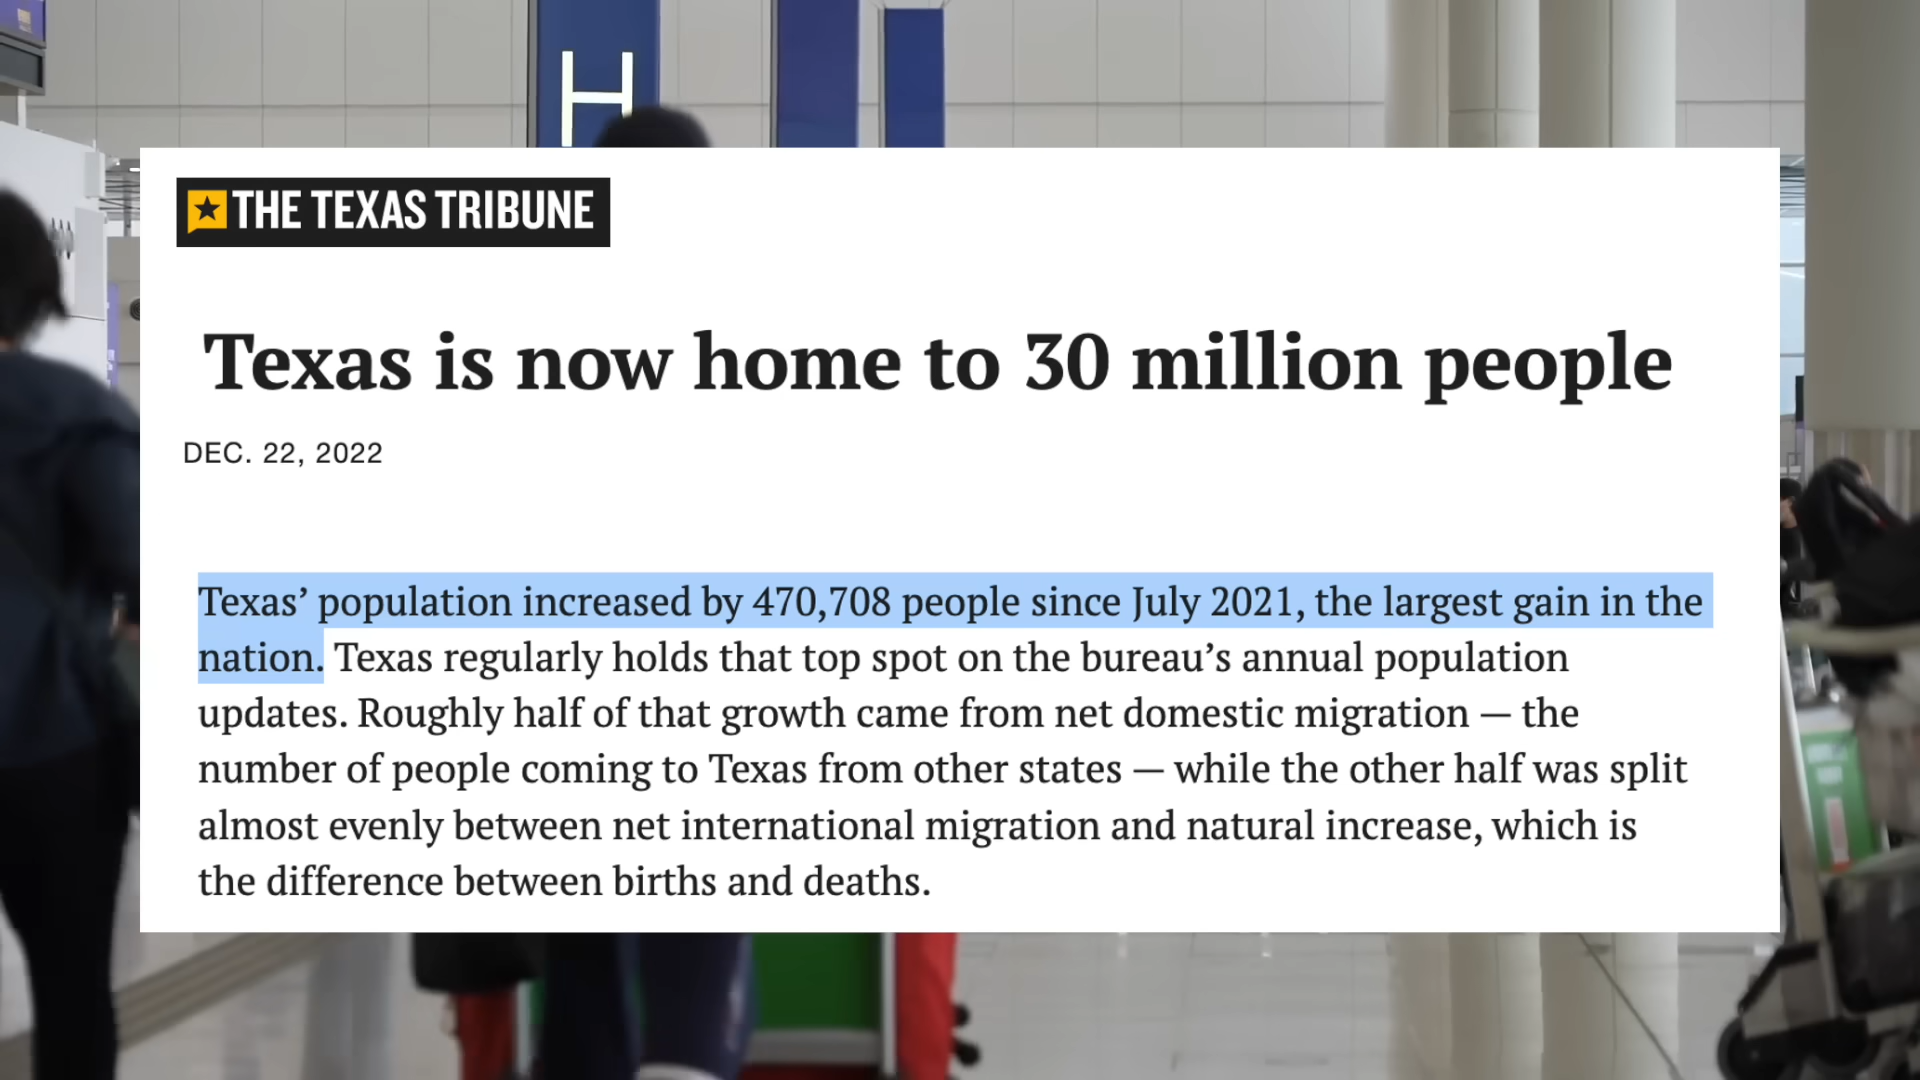 H
THE TEXAS TRIBUNE
Texas is now home to 30 million people
DEC. 22, 2022
Texas’ population increased by 470,708 people since July 2021, the largest gain in the
nation. Texas regularly holds that top spot on the bureau’s annual population
updates. Roughly half of that growth came from net domestic migration — the
number of people coming to Texas from other states — while the other half was split
almost evenly between net international migration and natural increase, which is
the difference between births and deaths.